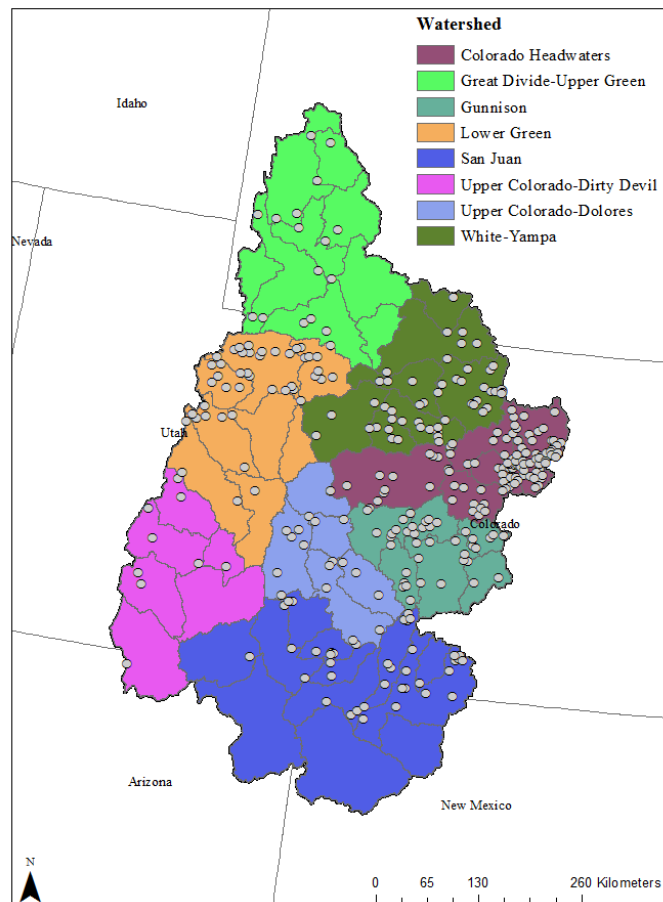 Watershed
Colorado Headwaters
Great Divide-Upper Green
Gunnison
Lower Green
San Juan
Upper Colorado-Dirty Devil
Upper Colorado-Dolores
White-Yampa
Idaho
Nevada
Utah
Colorado
Arizona
New Mexico
N
0 65 130 260 Kilometers